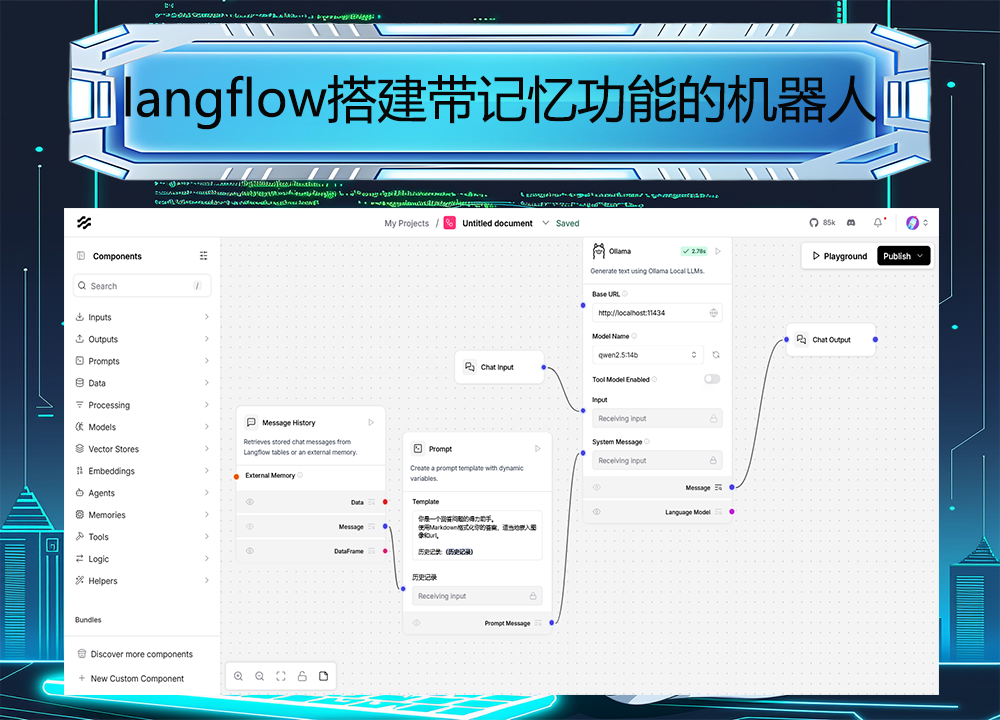 langflow搭建带记忆功能的机器人
My Projects / Untitled document Saved
85k
Components
Search /
Inputs
Outputs
Prompts
Data
Processing
Models
Vector Stores
Embeddings
Agents
Memories
Tools
Logic
Helpers
Bundles
Discover more components
New Custom Component
Playground
Publish
Message History
Retrieves stored chat messages from
Langflow tables or an external memory.
External Memory
Data
Message
DataFrame
Chat Input
Prompt
Create a prompt template with dynamic
variables.
Template
你是一个回答问题的得力助手。
使用Markdown格式化你的答案，适当地嵌入图
像和url。
历史记录:{历史记录}
历史记录
Receiving input
Prompt Message
Ollama
2.78s
Generate text using Ollama Local LLMs.
Base URL
http://localhost:11434
Model Name
qwen2.5:14b
Tool Model Enabled
Input
Receiving input
System Message
Receiving input
Message
Language Model
Chat Output